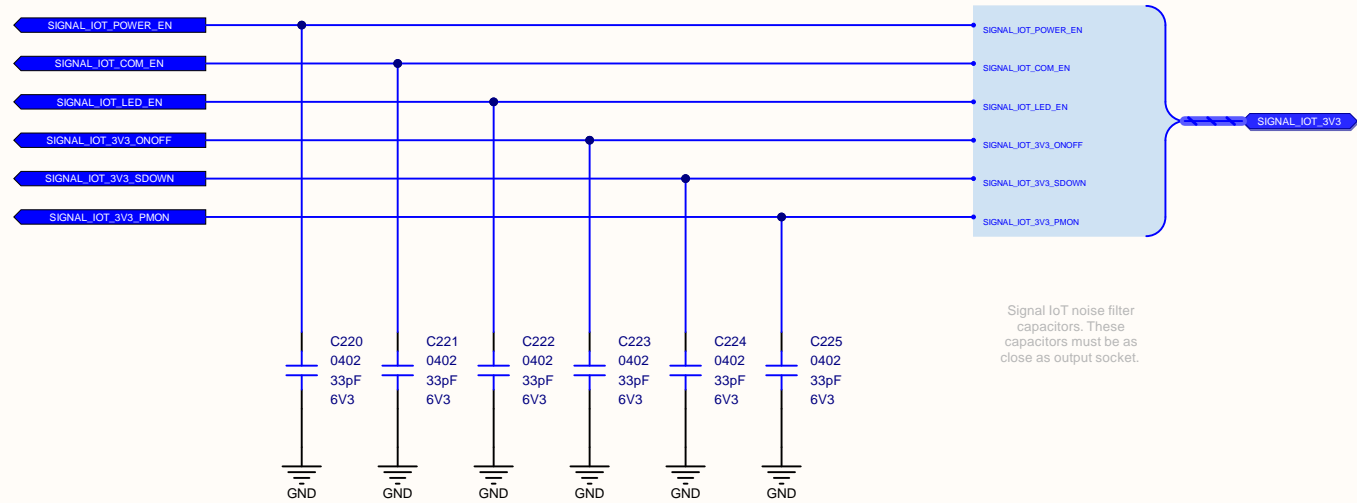 SIGNAL_IOT_POWER_EN
SIGNAL_IOT_COM_EN
SIGNAL_IOT_LED_EN
SIGNAL_IOT_3V3_ONOFF
SIGNAL_IOT_3V3_SDOWN
SIGNAL_IOT_3V3_PMON
SIGNAL_IOT_POWER_EN
SIGNAL_IOT_COM_EN
SIGNAL_IOT_LED_EN
SIGNAL_IOT_3V3_ONOFF
SIGNAL_IOT_3V3_SDOWN
SIGNAL_IOT_3V3_PMON
SIGNAL_IOT_3V3
C220
0402
33pF
6V3
C221
0402
33pF
6V3
C222
0402
33pF
6V3
C223
0402
33pF
6V3
C224
0402
33pF
6V3
C225
0402
33pF
6V3
Signal IoT noise filter
capacitors. These
capacitors must be as
close as output socket.
GND
GND
GND
GND
GND
GND